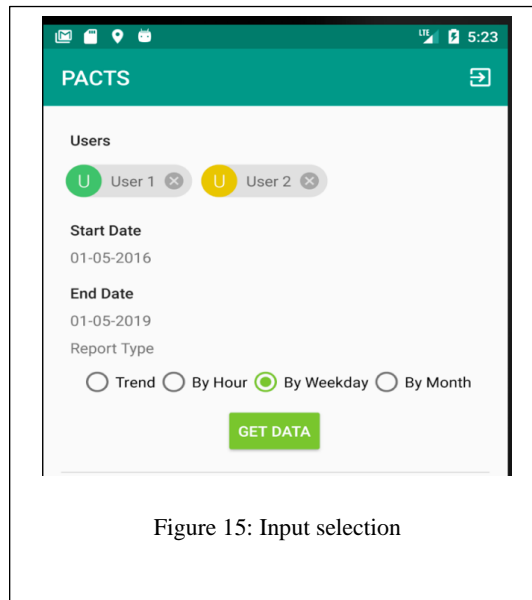 LTE 5:23
PACTS
Users
U User 1 U User 2
Start Date
01-05-2016
End Date
01-05-2019
Report Type
Trend By Hour By Weekday By Month
GET DATA
Figure 15: Input selection